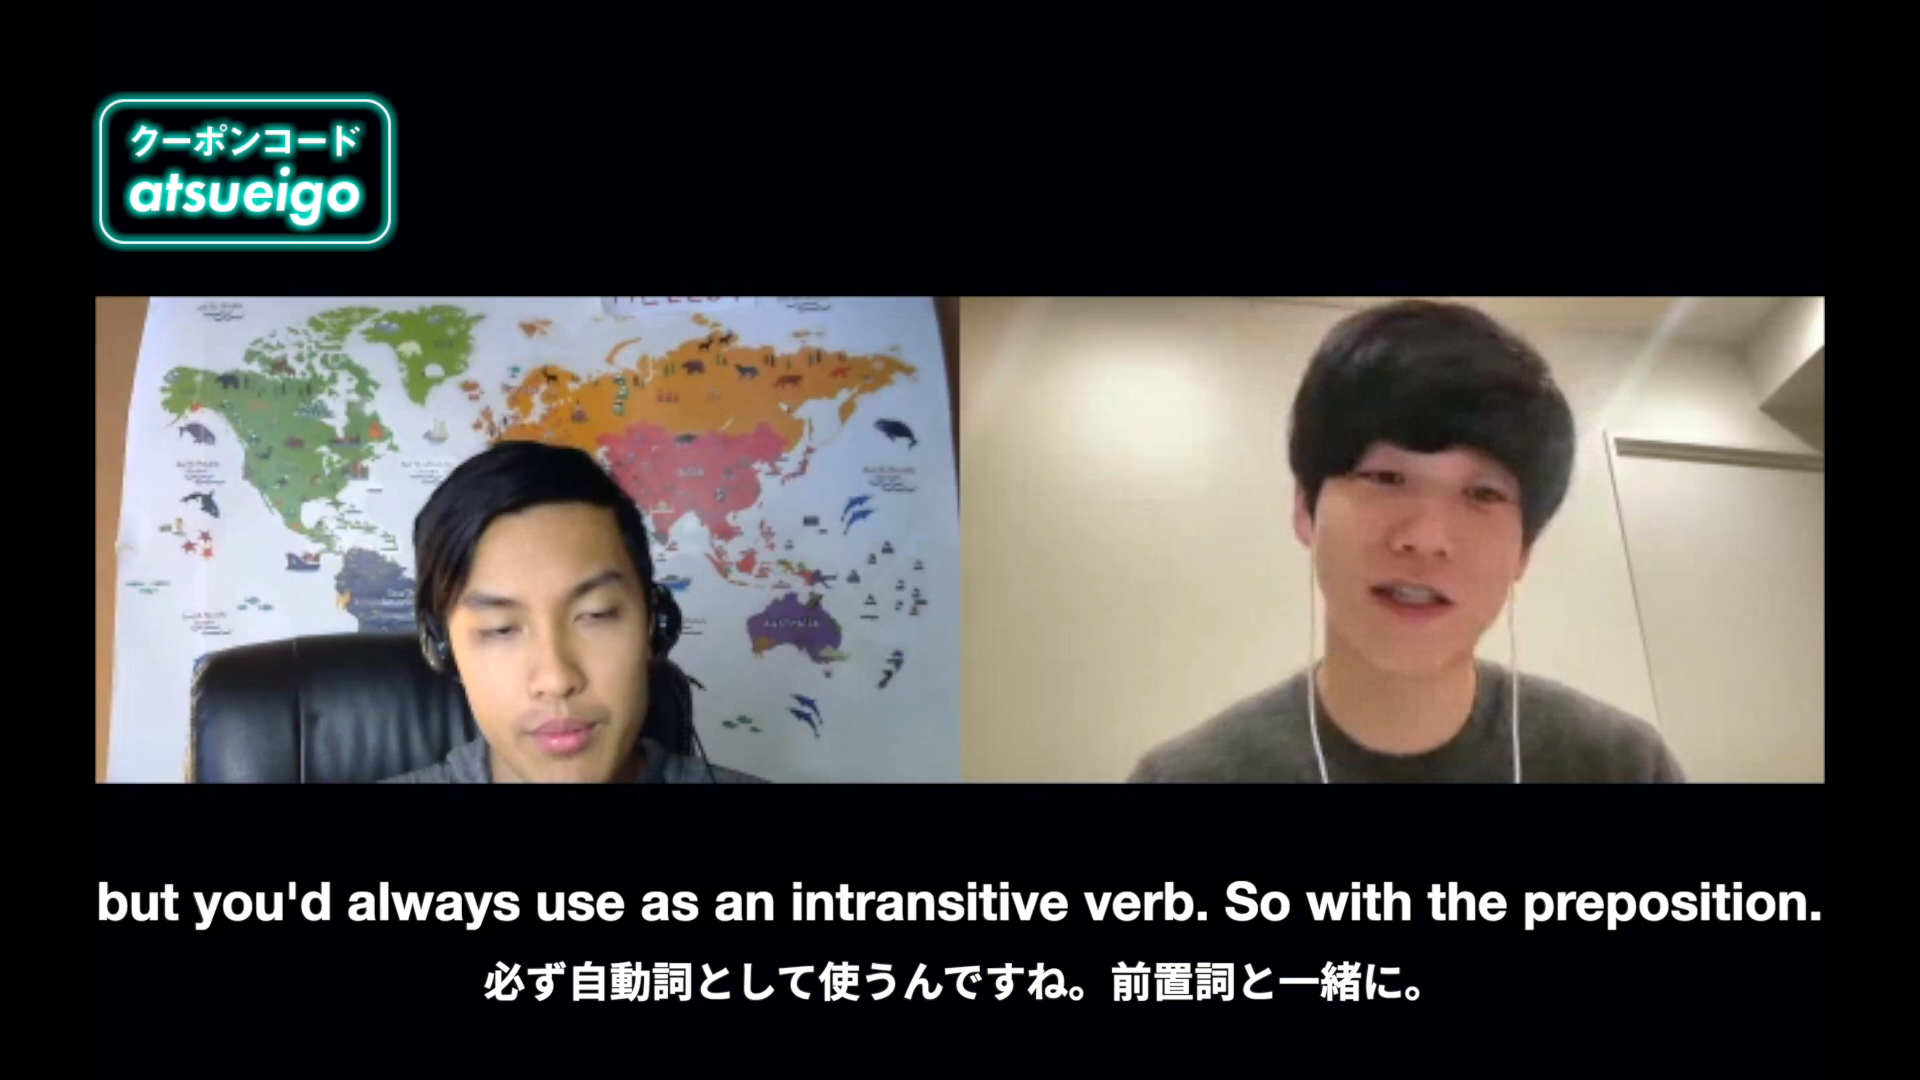 クーポンコード
atsueigo
Australia
but you'd always use as an intransitive verb. So with the preposition.
必ず自動詞として使うんですね。前置詞と一緒に。